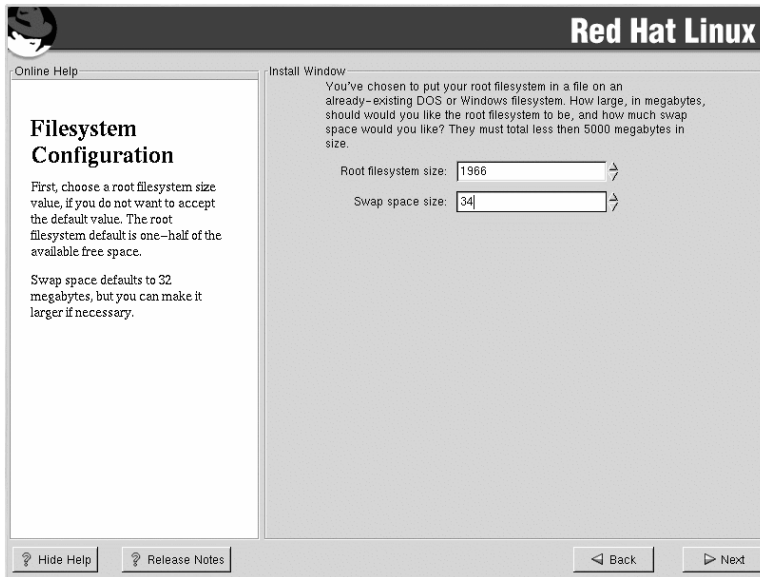 Red Hat Linux
Online Help
Filesystem
Configuration
First, choose a root filesystem size
value, if you do not want to accept
the default value. The root
filesystem default is one-half of the
available free space.
Swap space defaults to 32
megabytes, but you can make it
larger if necessary.
Install Window
You've chosen to put your root filesystem in a file on an
already-existing DOS or Windows filesystem. How large, in megabytes,
should would you like the root filesystem to be, and how much swap
space would you like? They must total less then 5000 megabytes in
size.
Root filesystem size: 1966
Swap space size: 34
Hide Help
Release Notes
Back
Next